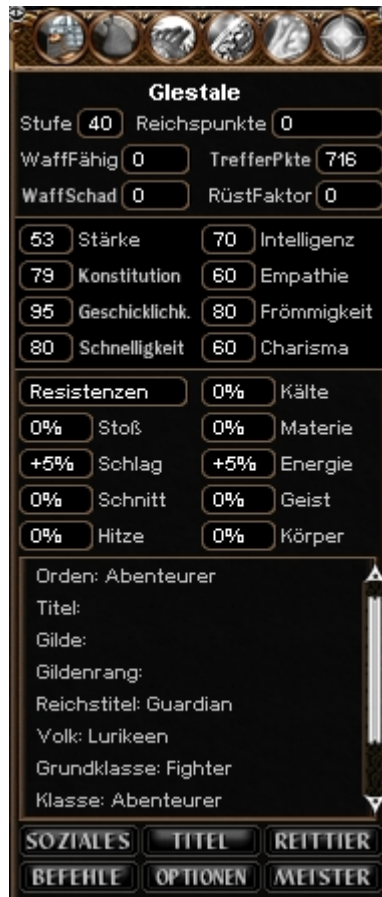 Glestale
Stufe 40 Reichspunkte 0
WaffFähig 0 TrefferPkte 716
WaffSchad 0 RüstFaktor 0
53 Stärke 70 Intelligenz
79 Konstitution 60 Empathie
95 Geschicklichk. 80 Frömmigkeit
80 Schnelligkeit 60 Charisma
Resistenzen 0% Kälte
0% Stoß 0% Materie
+5% Schlag +5% Energie
0% Schnitt 0% Geist
0% Hitze 0% Körper
Orden: Abenteurer
Titel:
Gilde:
Gildenrang:
Reichstitel: Guardian
Volk: Lurikeen
Grundklasse: Fighter
Klasse: Abenteurer
SOZIALES TITEL REITTIER
BEFEHLE OPTIONEN MEISTER